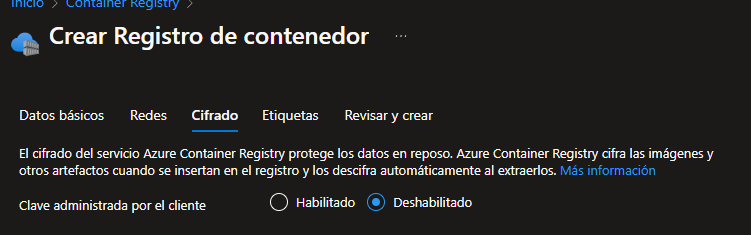 Inicio > Container Registry >
Crear Registro de contenedor ...
Datos básicos Redes Cifrado Etiquetas Revisar y crear
El cifrado del servicio Azure Container Registry protege los datos en reposo. Azure Container Registry cifra las imágenes y
otros artefactos cuando se insertan en el registro y los descifra automáticamente al extraerlos. Más información
Clave administrada por el cliente Habilitado Deshabilitado